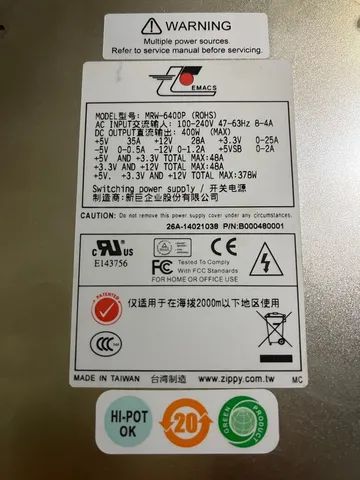 WARNING
Multiple power sources
Refer to service manual before servicing.
EMACS
MODEL型号: MRW-6400P (ROHS)
AC INPUT交流输入: 100-240V 47-63Hz 8-4A
DC OUTPUT直流输出: 400W (MAX)
+5V 35A +12V 28A +3.3V 0-25A
-5V 0-0.5A -12V 0-1.2A +5VSB 0-2A
+5V AND +3.3V TOTAL MAX:48A
+3.3V AND +12V TOTAL MAX:48A
+5V. +3.3V AND +12V TOTAL MAX:378W
Switching power supply / 开关电源
制造商: 新巨企业股份有限公司
CAUTION: Do not remove this power supply cover under any circumstances.
26A-14021038 P/N:B000480001
c RU US
E143756
FC
Tested To Comply
With FCC Standards
FOR HOME OR OFFICE USE
PATENTED
仅适用于在海拨2000m以下地区使用
CCC
MADE IN TAIWAN 台湾制造 www.zippy.com.tw MC
HI-POT
OK
20
GREEN PRODUCT